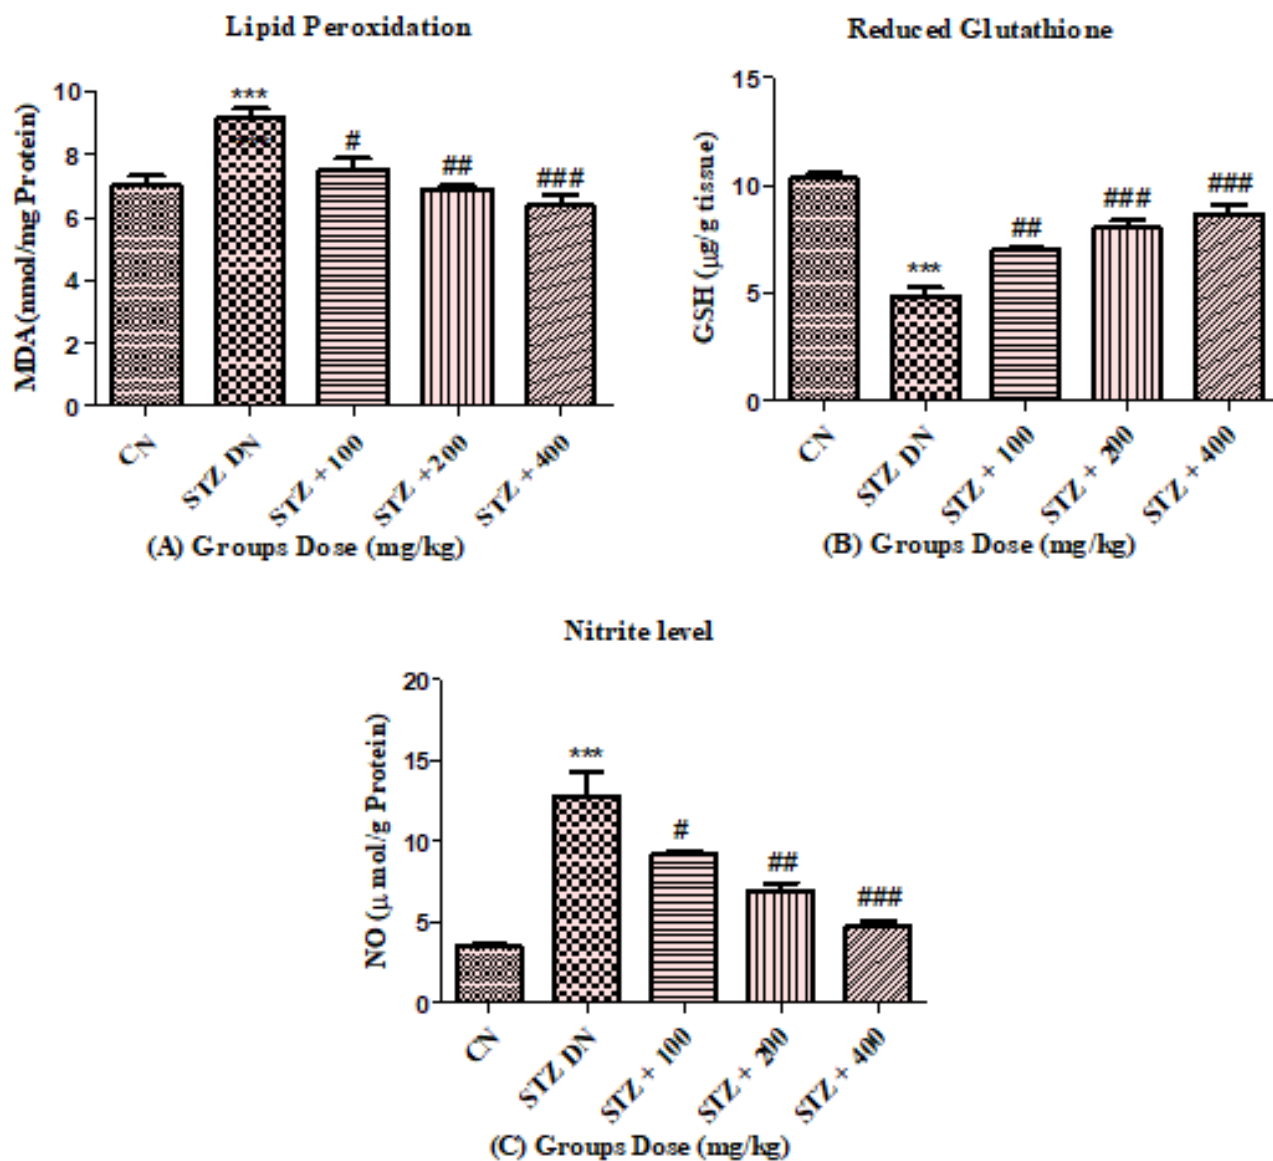 Lipid Peroxidation
MDA(nmol/mg Protein)
10
8
6
4
2
0
***
***
#
##
###
CN
STZ DN
STZ + 100
STZ +200
STZ + 400
(A) Groups Dose (mg/kg)
Reduced Glutathione
GSH (μg/g tissue)
15
10
5
0
***
##
###
###
CN
STZ DN
STZ + 100
STZ + 200
STZ + 400
(B) Groups Dose (mg/kg)
Nitrite level
NO (μ mol/g Protein)
20
15
10
5
0
***
#
##
###
CN
STZ DN
STZ + 100
STZ + 200
STZ + 400
(C) Groups Dose (mg/kg)